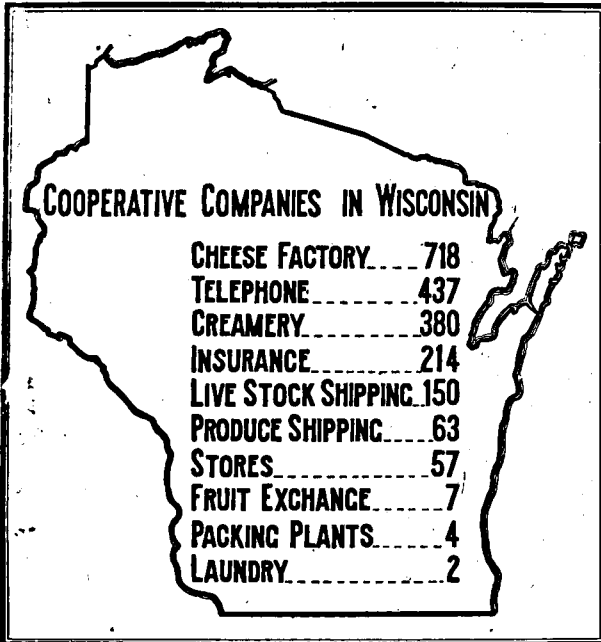 COOPERATIVE COMPANIES IN WISCONSIN
CHEESE FACTORY.....718
TELEPHONE.........437
CREAMERY..........380
INSURANCE.........214
LIVE STOCK SHIPPING..150
PRODUCE SHIPPING.....63
STORES..............57
FRUIT EXCHANGE.......7
PACKING PLANTS......4
LAUNDRY.............2